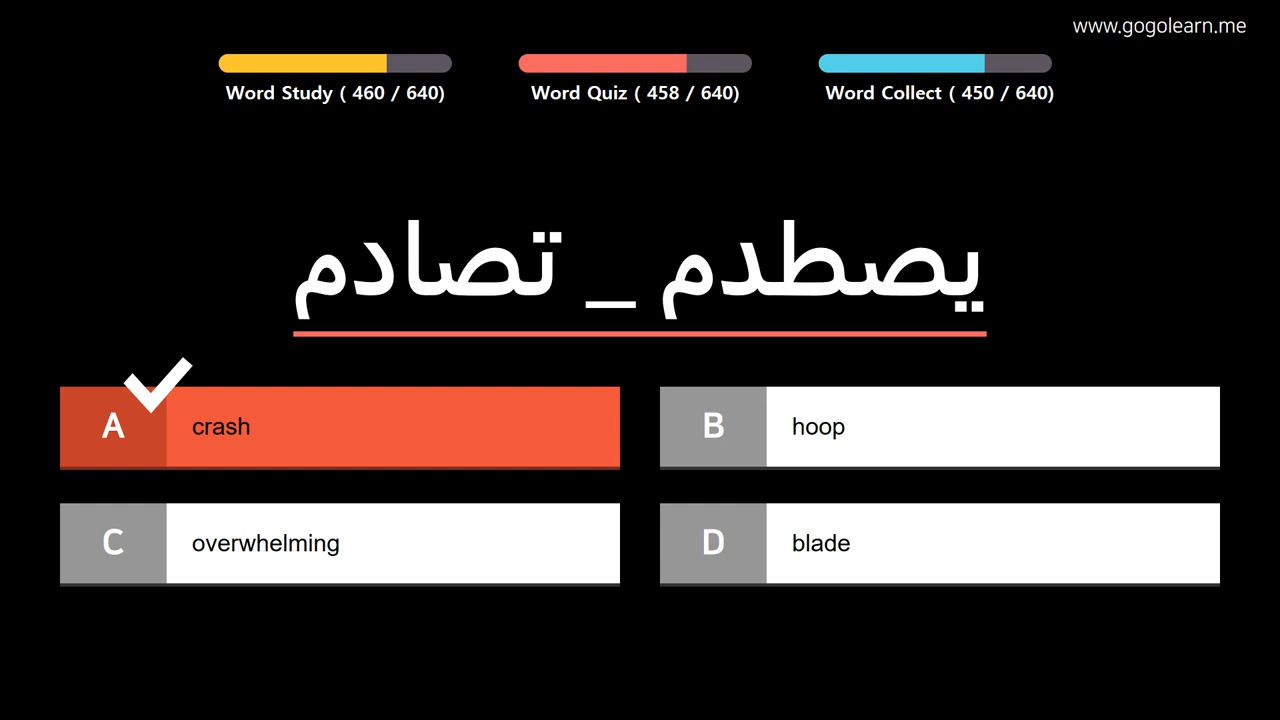 www.gogolearn.me
Word Study ( 460 / 640)
Word Quiz ( 458 / 640)
Word Collect ( 450 / 640)
يصطدم _ تصادم
A crash
B hoop
C overwhelming
D blade